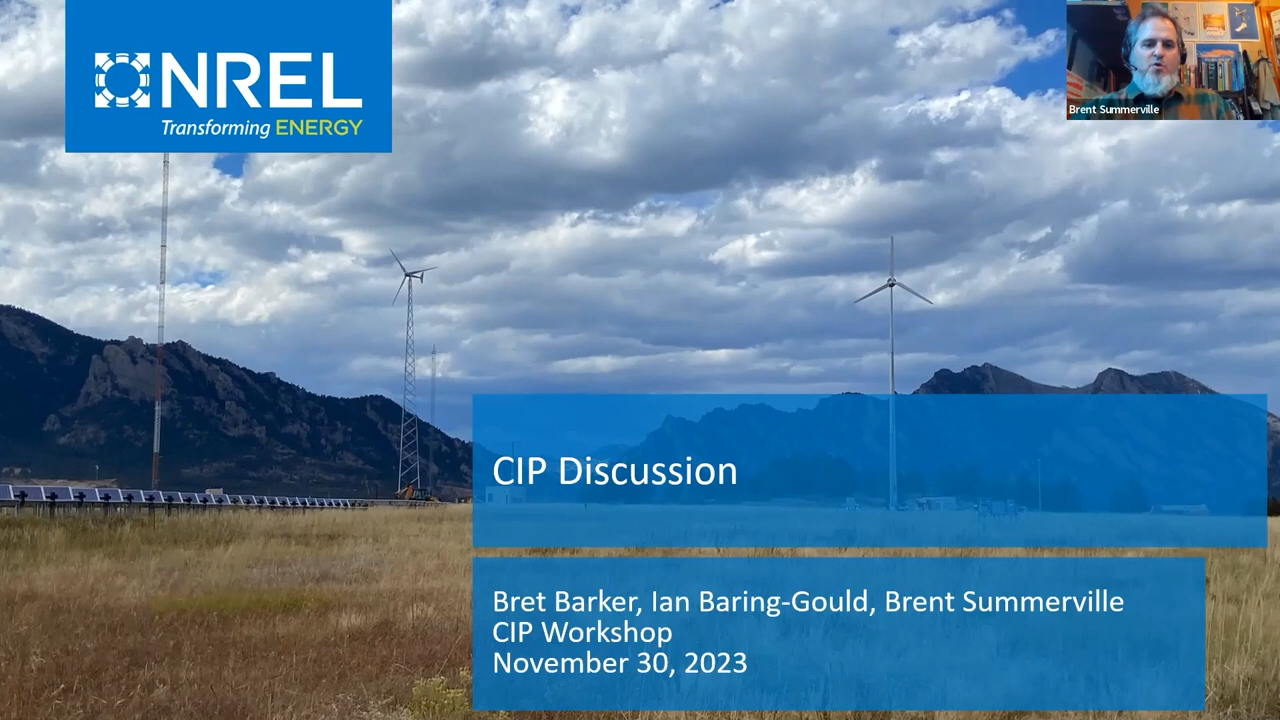 NREL
Transforming ENERGY
Brent Summerville
CIP Discussion
Bret Barker, Ian Baring-Gould, Brent Summerville
CIP Workshop
November 30, 2023